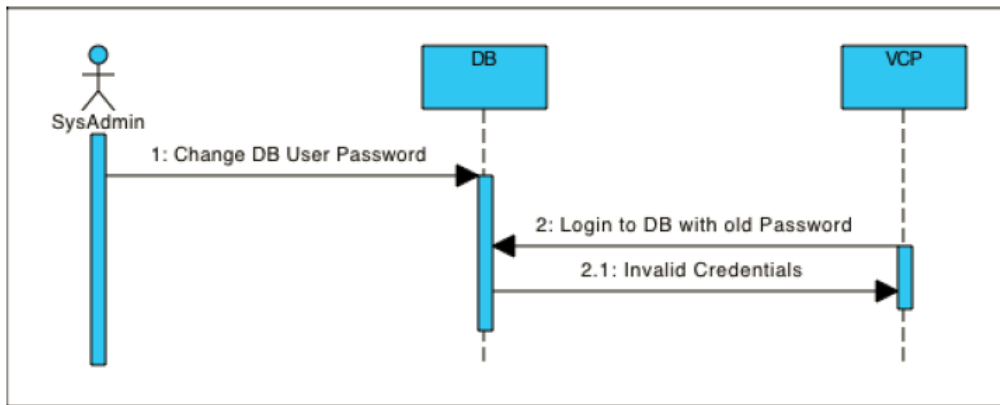 DB
VCP
SysAdmin
1: Change DB User Password
2: Login to DB with old Password
2.1: Invalid Credentials